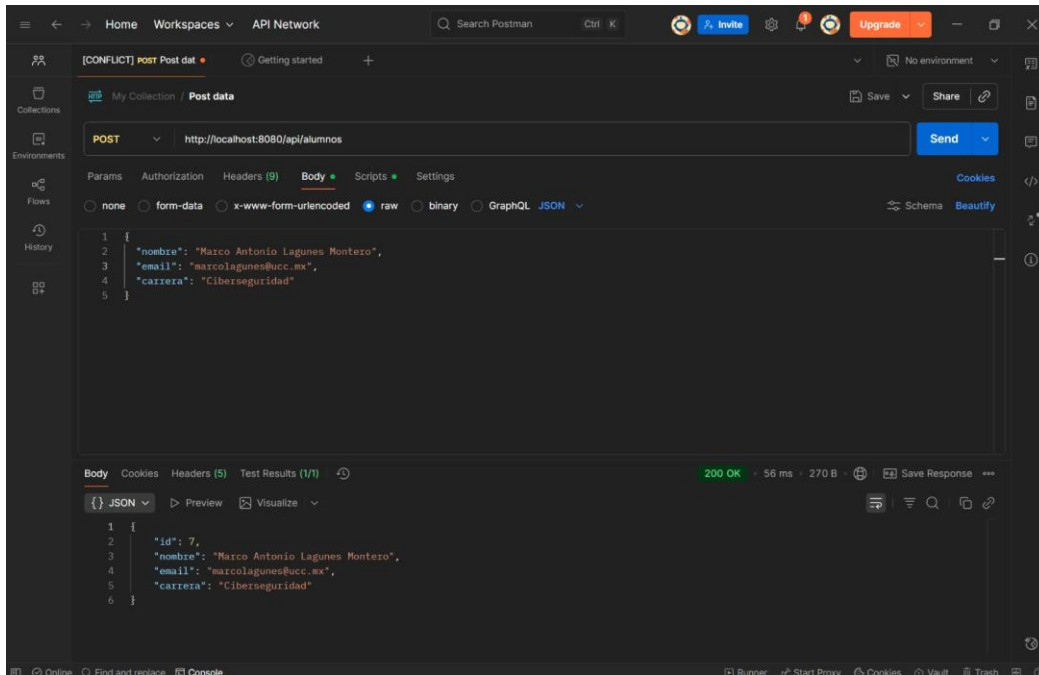 Home Workspaces API Network Search Postman Ctrl K Invite 1 Upgrade
[CONFLICT] POST Post dat Getting started No environment
HTTP My Collection / Post data Save Share
Collections
POST http://localhost:8080/api/alumnos Send
Environments
Params Authorization Headers (9) Body Scripts Settings Cookies
Flows
none form-data x-www-form-urlencoded raw binary GraphQL JSON Schema Beautify
History
1 {
2 "nombre": "Marco Antonio Lagunes Montero",
3 "email": "marcolagunes@ucc.mx",
4 "carrera": "Ciberseguridad"
5 }
Body Cookies Headers (5) Test Results (1/1) 200 OK 56 ms 270 B Save Response
{} JSON Preview Visualize
1 {
2 "id": 7,
3 "nombre": "Marco Antonio Lagunes Montero",
4 "email": "marcolagunes@ucc.mx",
5 "carrera": "Ciberseguridad"
6 }
Online Find and replace Console Runner Start Proxy Cookies Vault Trash